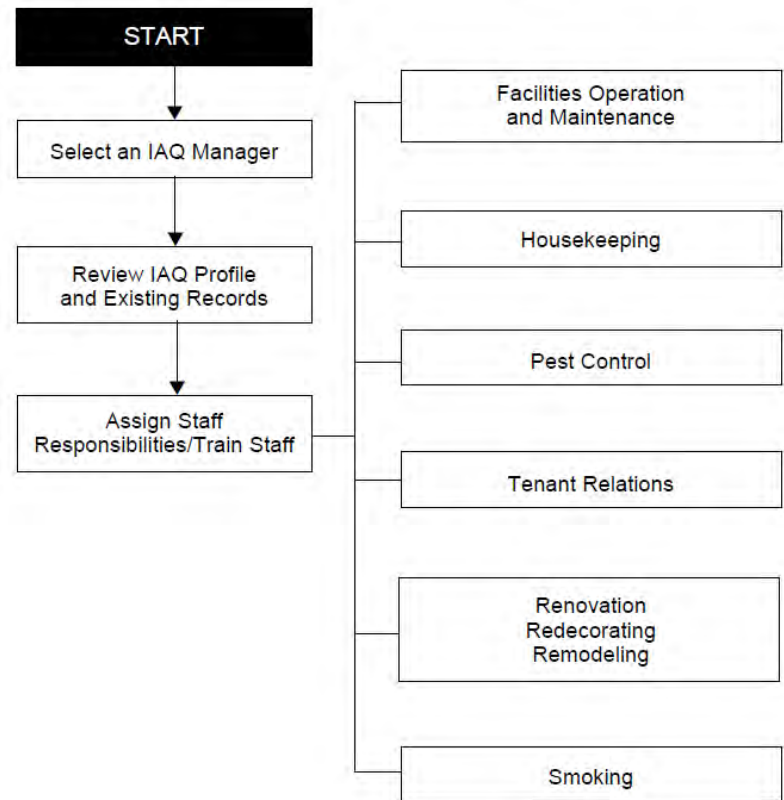 START
Select an IAQ Manager
Review IAQ Profile
and Existing Records
Assign Staff
Responsibilities/Train Staff
Facilities Operation
and Maintenance
Housekeeping
Pest Control
Tenant Relations
Renovation
Redecorating
Remodeling
Smoking